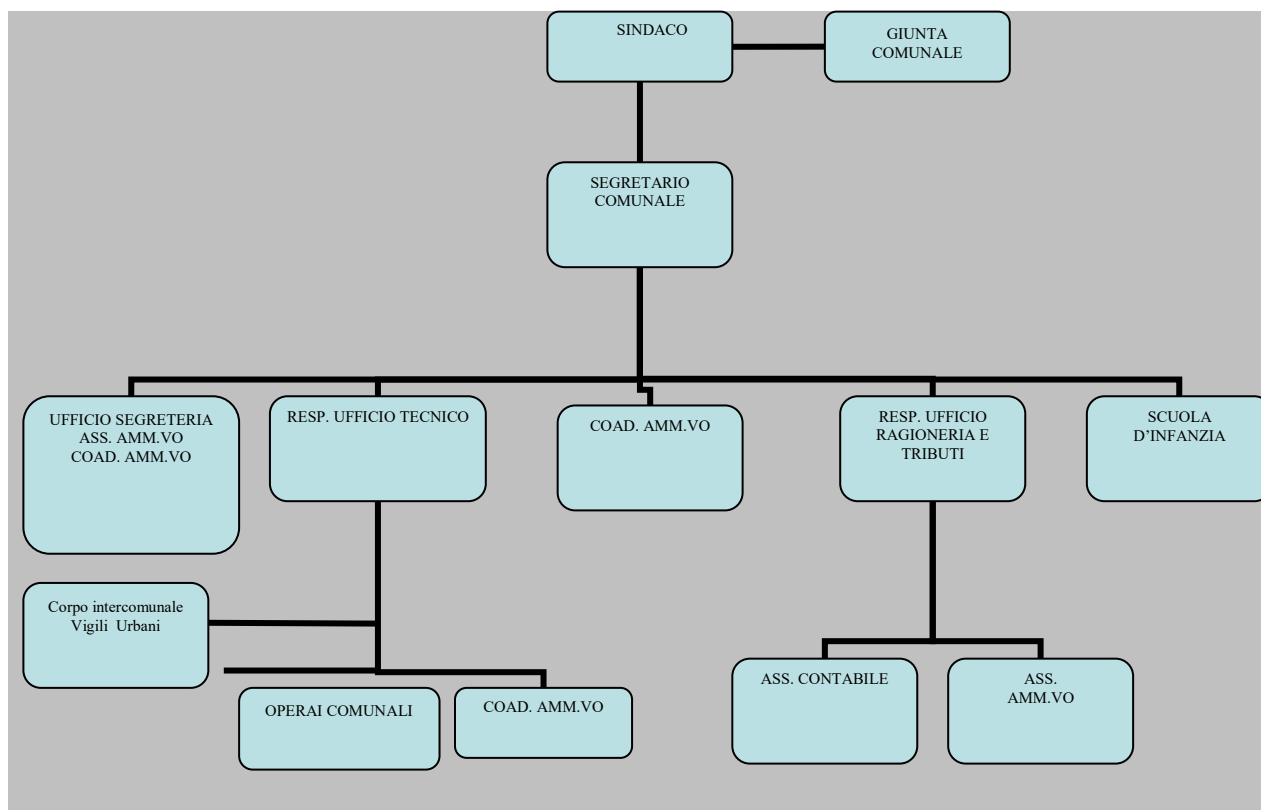 SINDACO
GIUNTA
COMUNALE
SEGRETARIO
COMUNALE
UFFICIO SEGRETERIA
ASS. AMM.VO
COAD. AMM.VO
RESP. UFFICIO TECNICO
COAD. AMM.VO
RESP. UFFICIO
RAGIONERIA E
TRIBUTI
SCUOLA
D'INFANZIA
Corpo intercomunale
Vigili Urbani
OPERAI COMUNALI
COAD. AMM.VO
ASS. CONTABILE
ASS.
AMM.VO